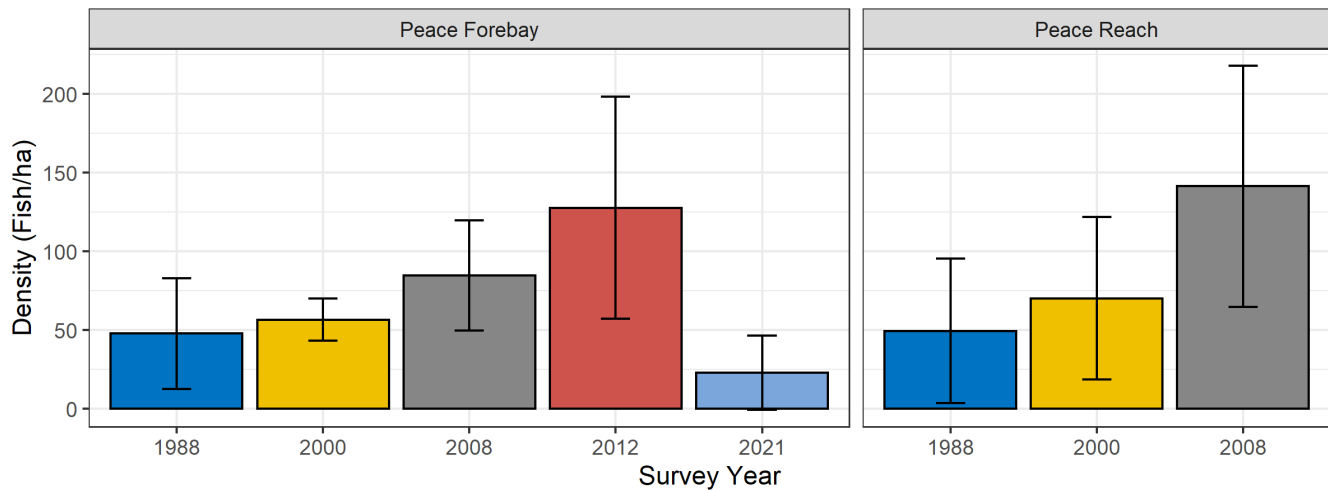 Peace Forebay
Peace Reach
Density (Fish/ha)
200
150
100
50
0
1988 2000 2008 2012 2021
1988 2000 2008
Survey Year